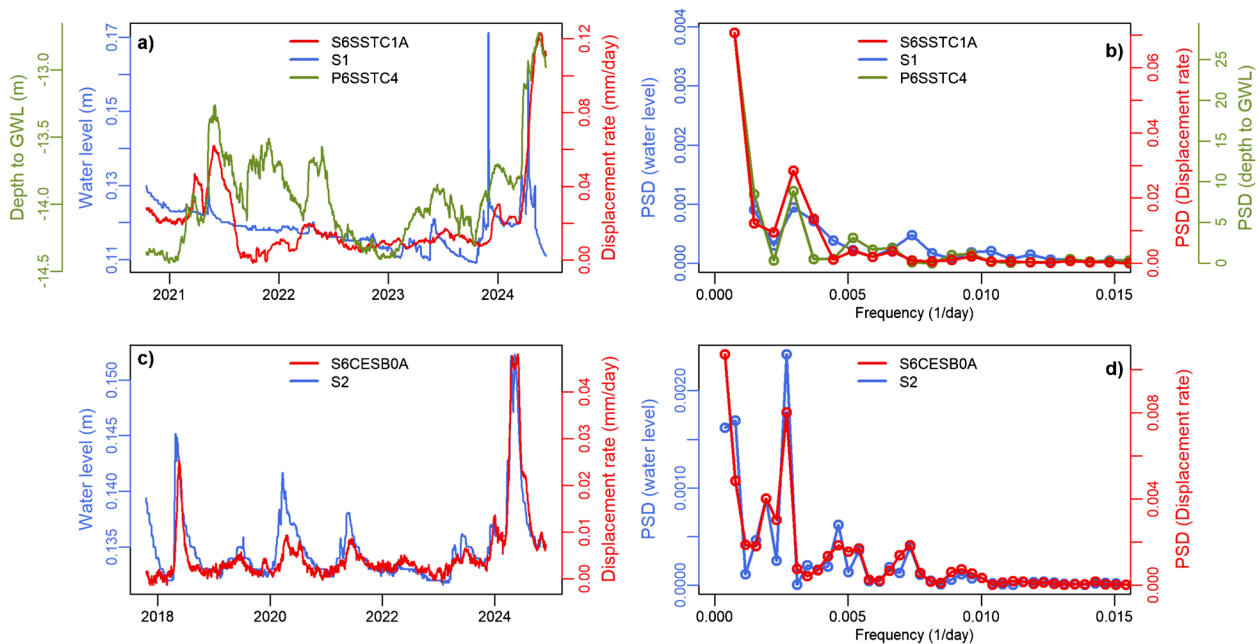 a)
S6SSTC1A
S1
P6SSTC4
Depth to GWL (m)
-13.0
-13.5
-14.0
-14.5
Water level (m)
0.17
0.15
0.13
0.11
Displacement rate (mm/day)
0.12
0.08
0.04
0.00
2021
2022
2023
2024
b)
S6SSTC1A
S1
P6SSTC4
PSD (water level)
0.004
0.003
0.002
0.001
0.000
PSD (Displacement rate)
0.06
0.04
0.02
0.00
PSD (depth to GWL)
25
20
15
10
5
0
0.000
0.005
0.010
0.015
Frequency (1/day)
c)
S6CESB0A
S2
Water level (m)
0.150
0.145
0.140
0.135
Displacement rate (mm/day)
0.04
0.03
0.02
0.01
0.00
2018
2020
2022
2024
d)
S6CESB0A
S2
PSD (water level)
0.0020
0.0010
0.0000
PSD (Displacement rate)
0.008
0.004
0.000
0.000
0.005
0.010
0.015
Frequency (1/day)